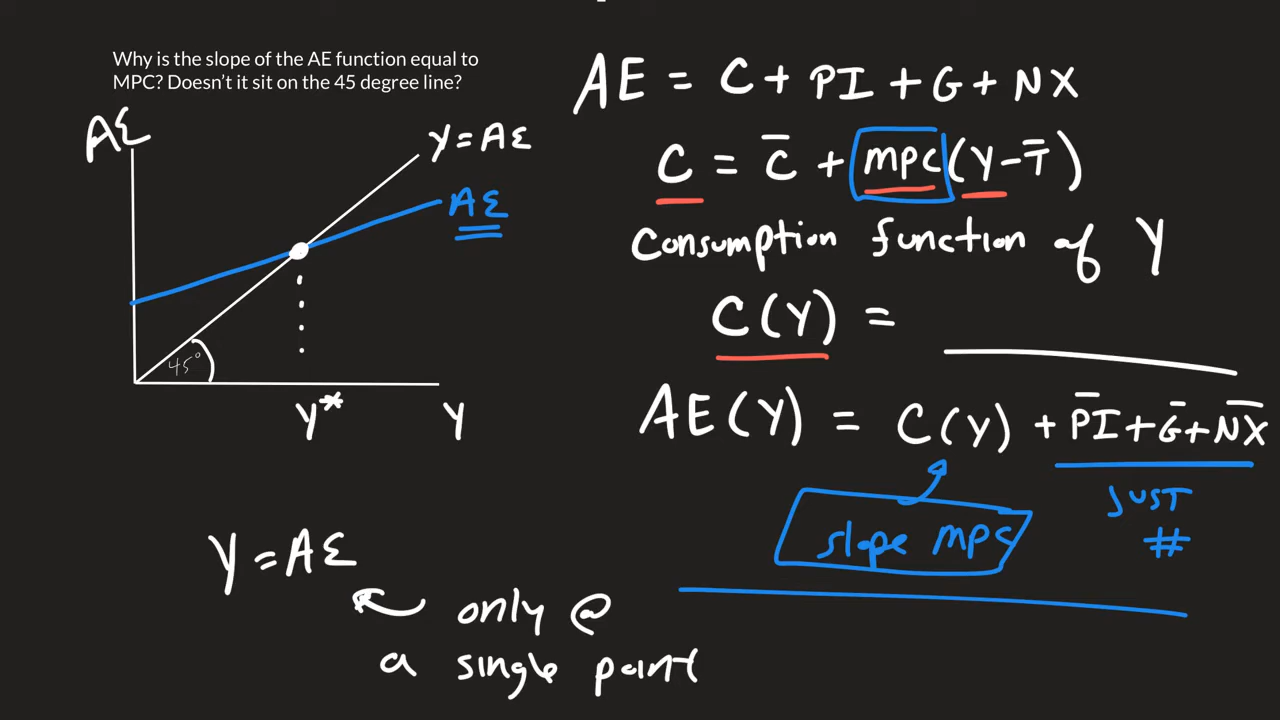 Why is the slope of the AE function equal to
MPC? Doesn't it sit on the 45 degree line?
AE
Y = AE
AE
45°
Y*
Y
Y = AE
only @
a single point
AE = C + PI + G + NX
C = C̅ + MPC (Y - T̅)
Consumption function of Y
C(Y) =
AE(Y) = C(Y) + P̅I + G̅ + N̅X̅
slope MPC
JUST
#